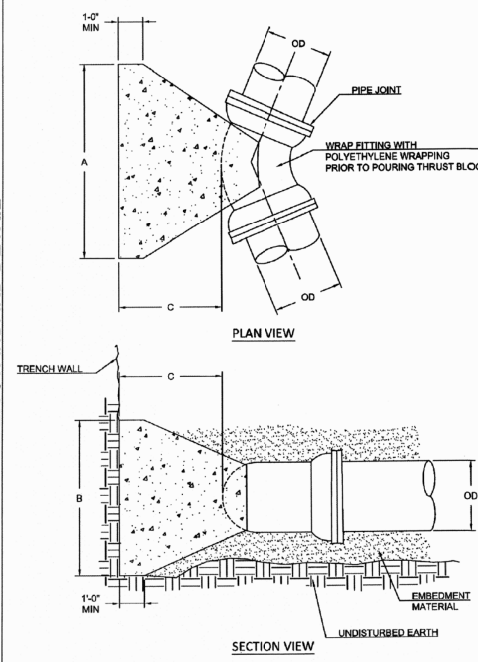 1-0"
MIN
OD
PIPE JOINT
A
WRAP FITTING WITH
POLYETHYLENE WRAPPING
PRIOR TO POURING THRUST BLOC
C
OD
PLAN VIEW
TRENCH WALL
C
B
OD
1'-0"
MIN
EMBEDMENT
MATERIAL
UNDISTURBED EARTH
SECTION VIEW